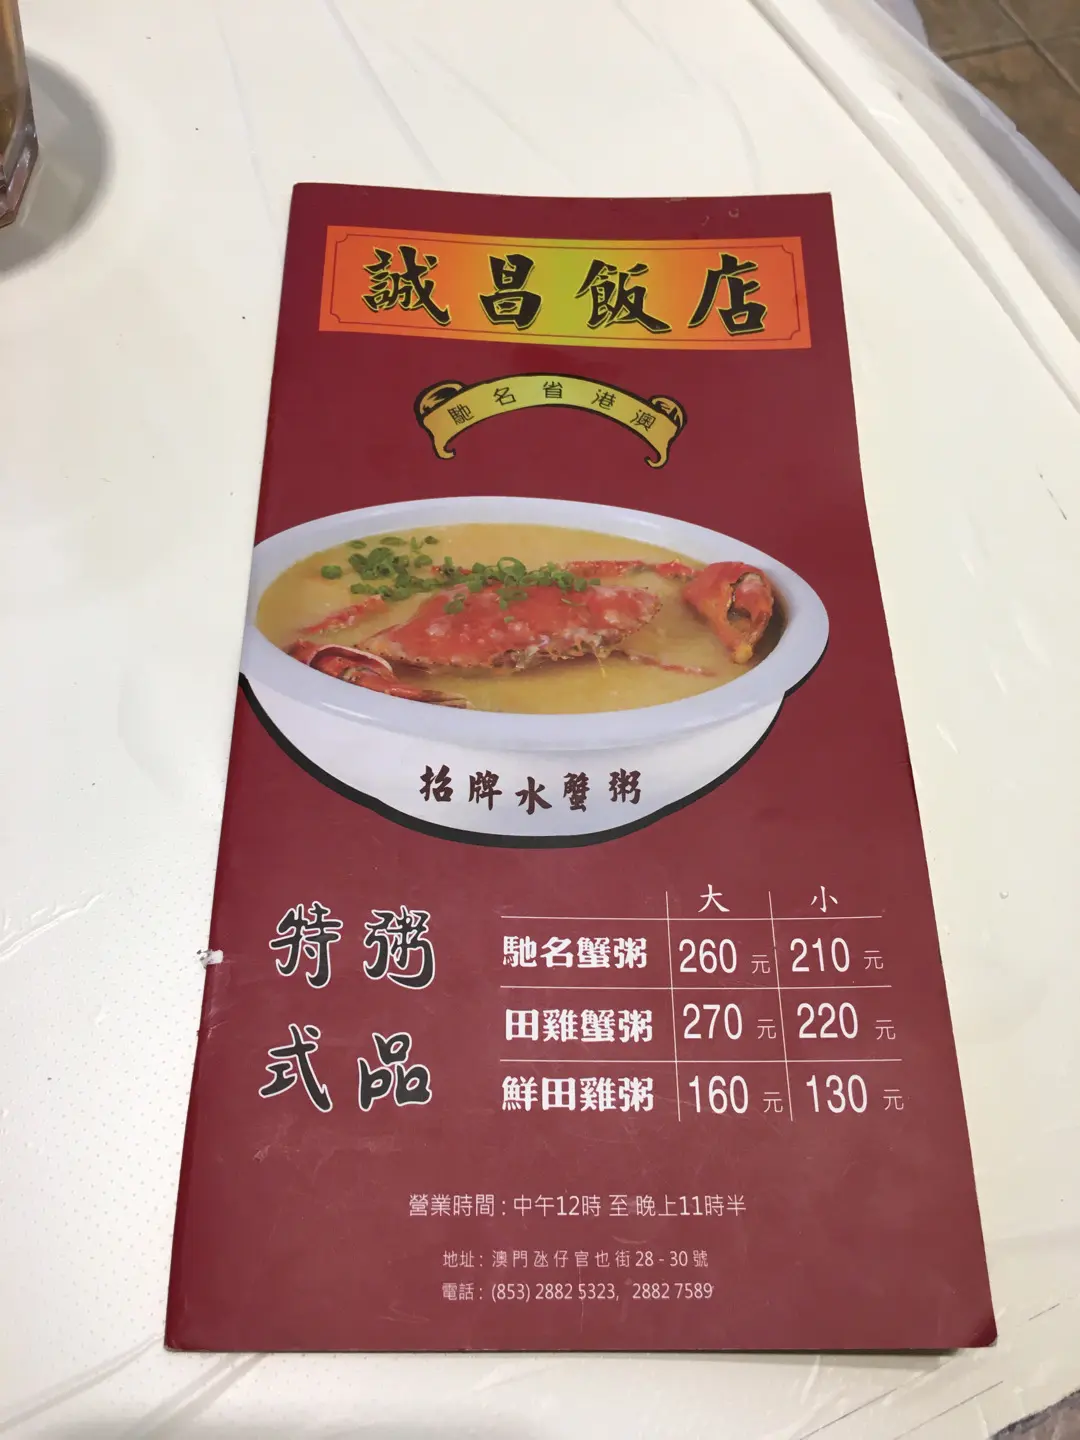 誠昌飯店
馳名省港澳
招牌水蟹粥
特式
粥品
大 小
馳名蟹粥 260元 210元
田雞蟹粥 270元 220元
鮮田雞粥 160元 130元
營業時間 : 中午12時 至 晚上11時半
地址 : 澳門氹仔官也街 28 - 30 號
電話 : (853) 2882 5323, 2882 7589